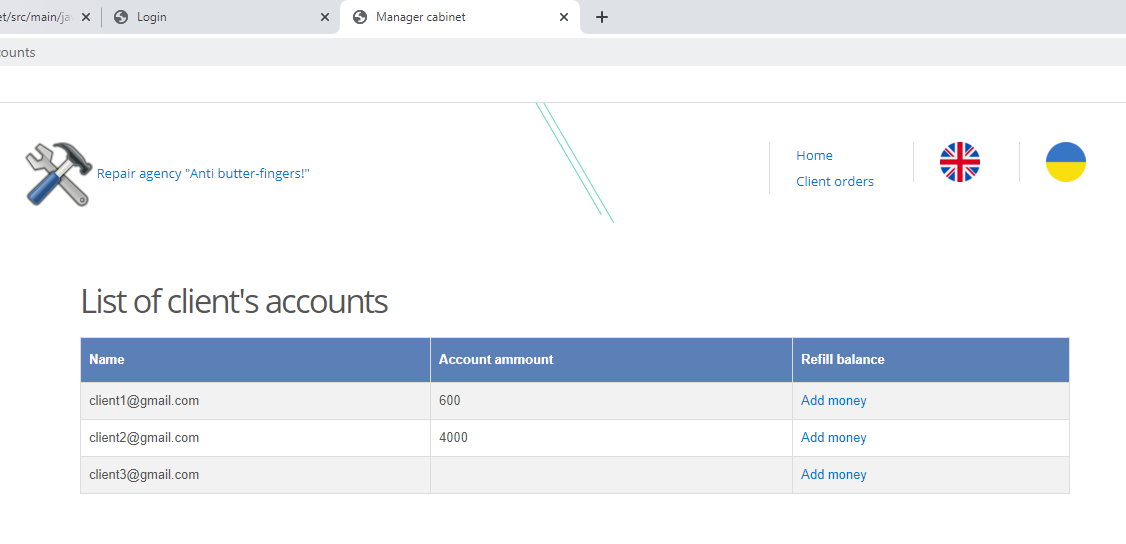 et/src/main/ja
Login
Manager cabinet
counts
Repair agency "Anti butter-fingers!"
Home
Client orders
List of client's accounts
Name Account ammount Refill balance
client1@gmail.com 600 Add money
client2@gmail.com 4000 Add money
client3@gmail.com Add money